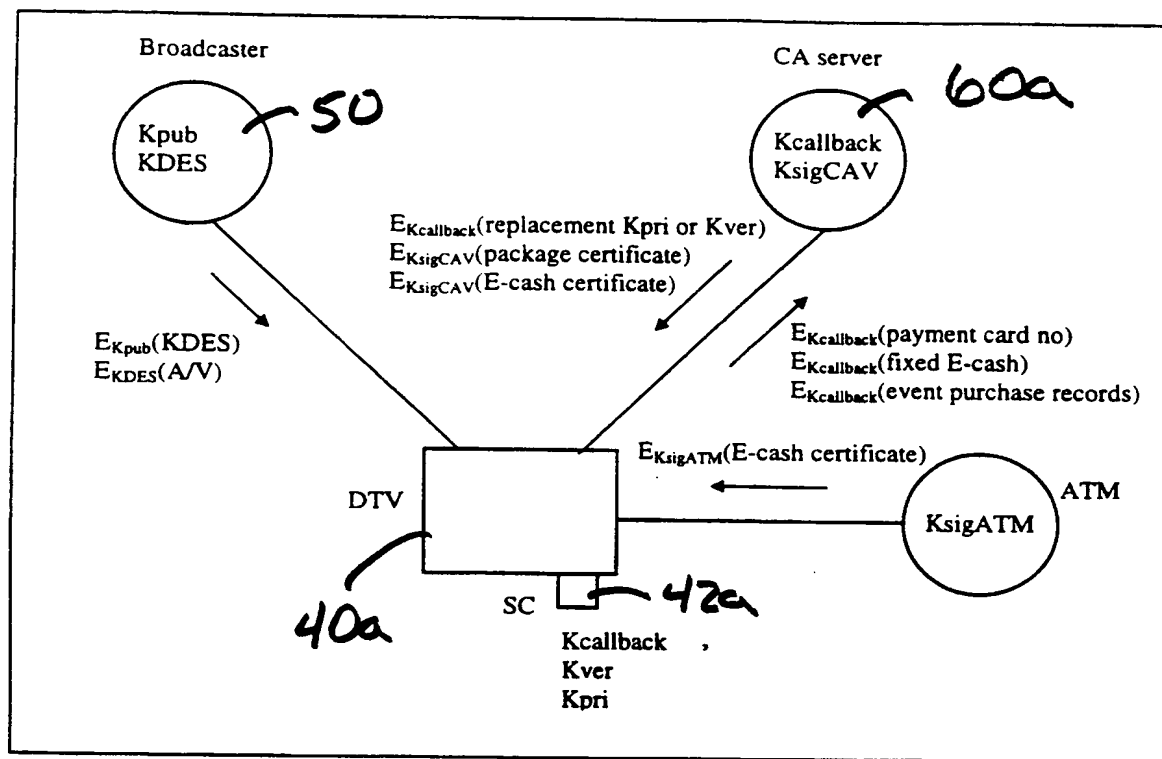 Broadcaster
50
Kpub
KDES
CA server
60a
Kcallback
KsigCAV
EKcallback(replacement Kpri or Kver)
EKsigCAV(package certificate)
EKsigCAV(E-cash certificate)
EKpub(KDES)
EKDES(A/V)
EKcallback(payment card no)
EKcallback(fixed E-cash)
EKcallback(event purchase records)
EKsigATM(E-cash certificate)
DTV
ATM
KsigATM
40a
SC
42a
Kcallback
Kver
Kpri